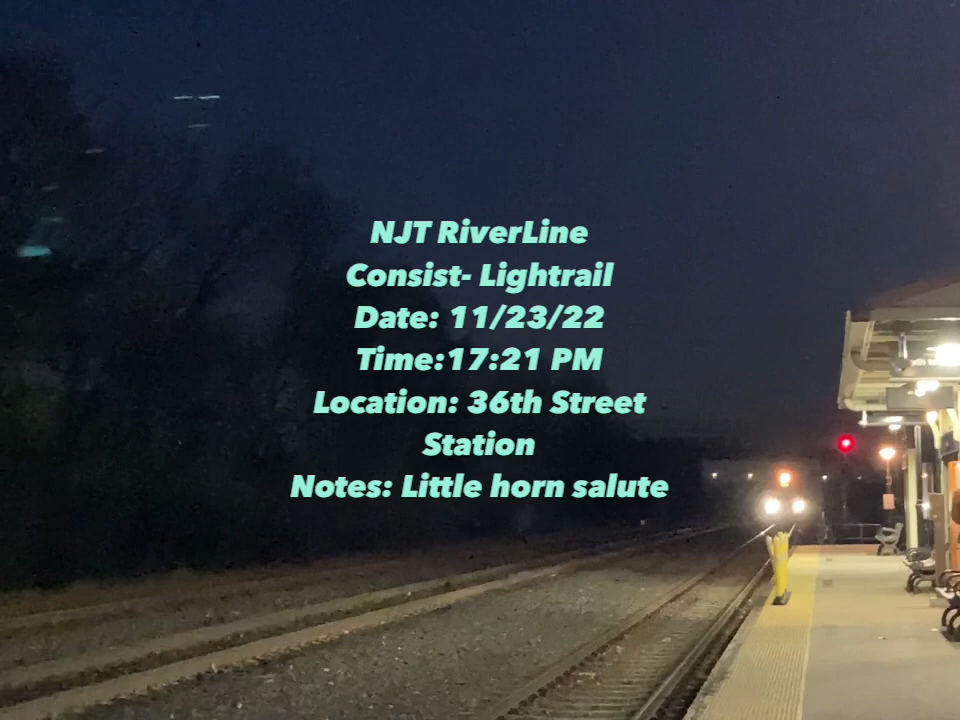 NJT RiverLine
Consist- Lightrail
Date: 11/23/22
Time:17:21 PM
Location: 36th Street
Station
Notes: Little horn salute